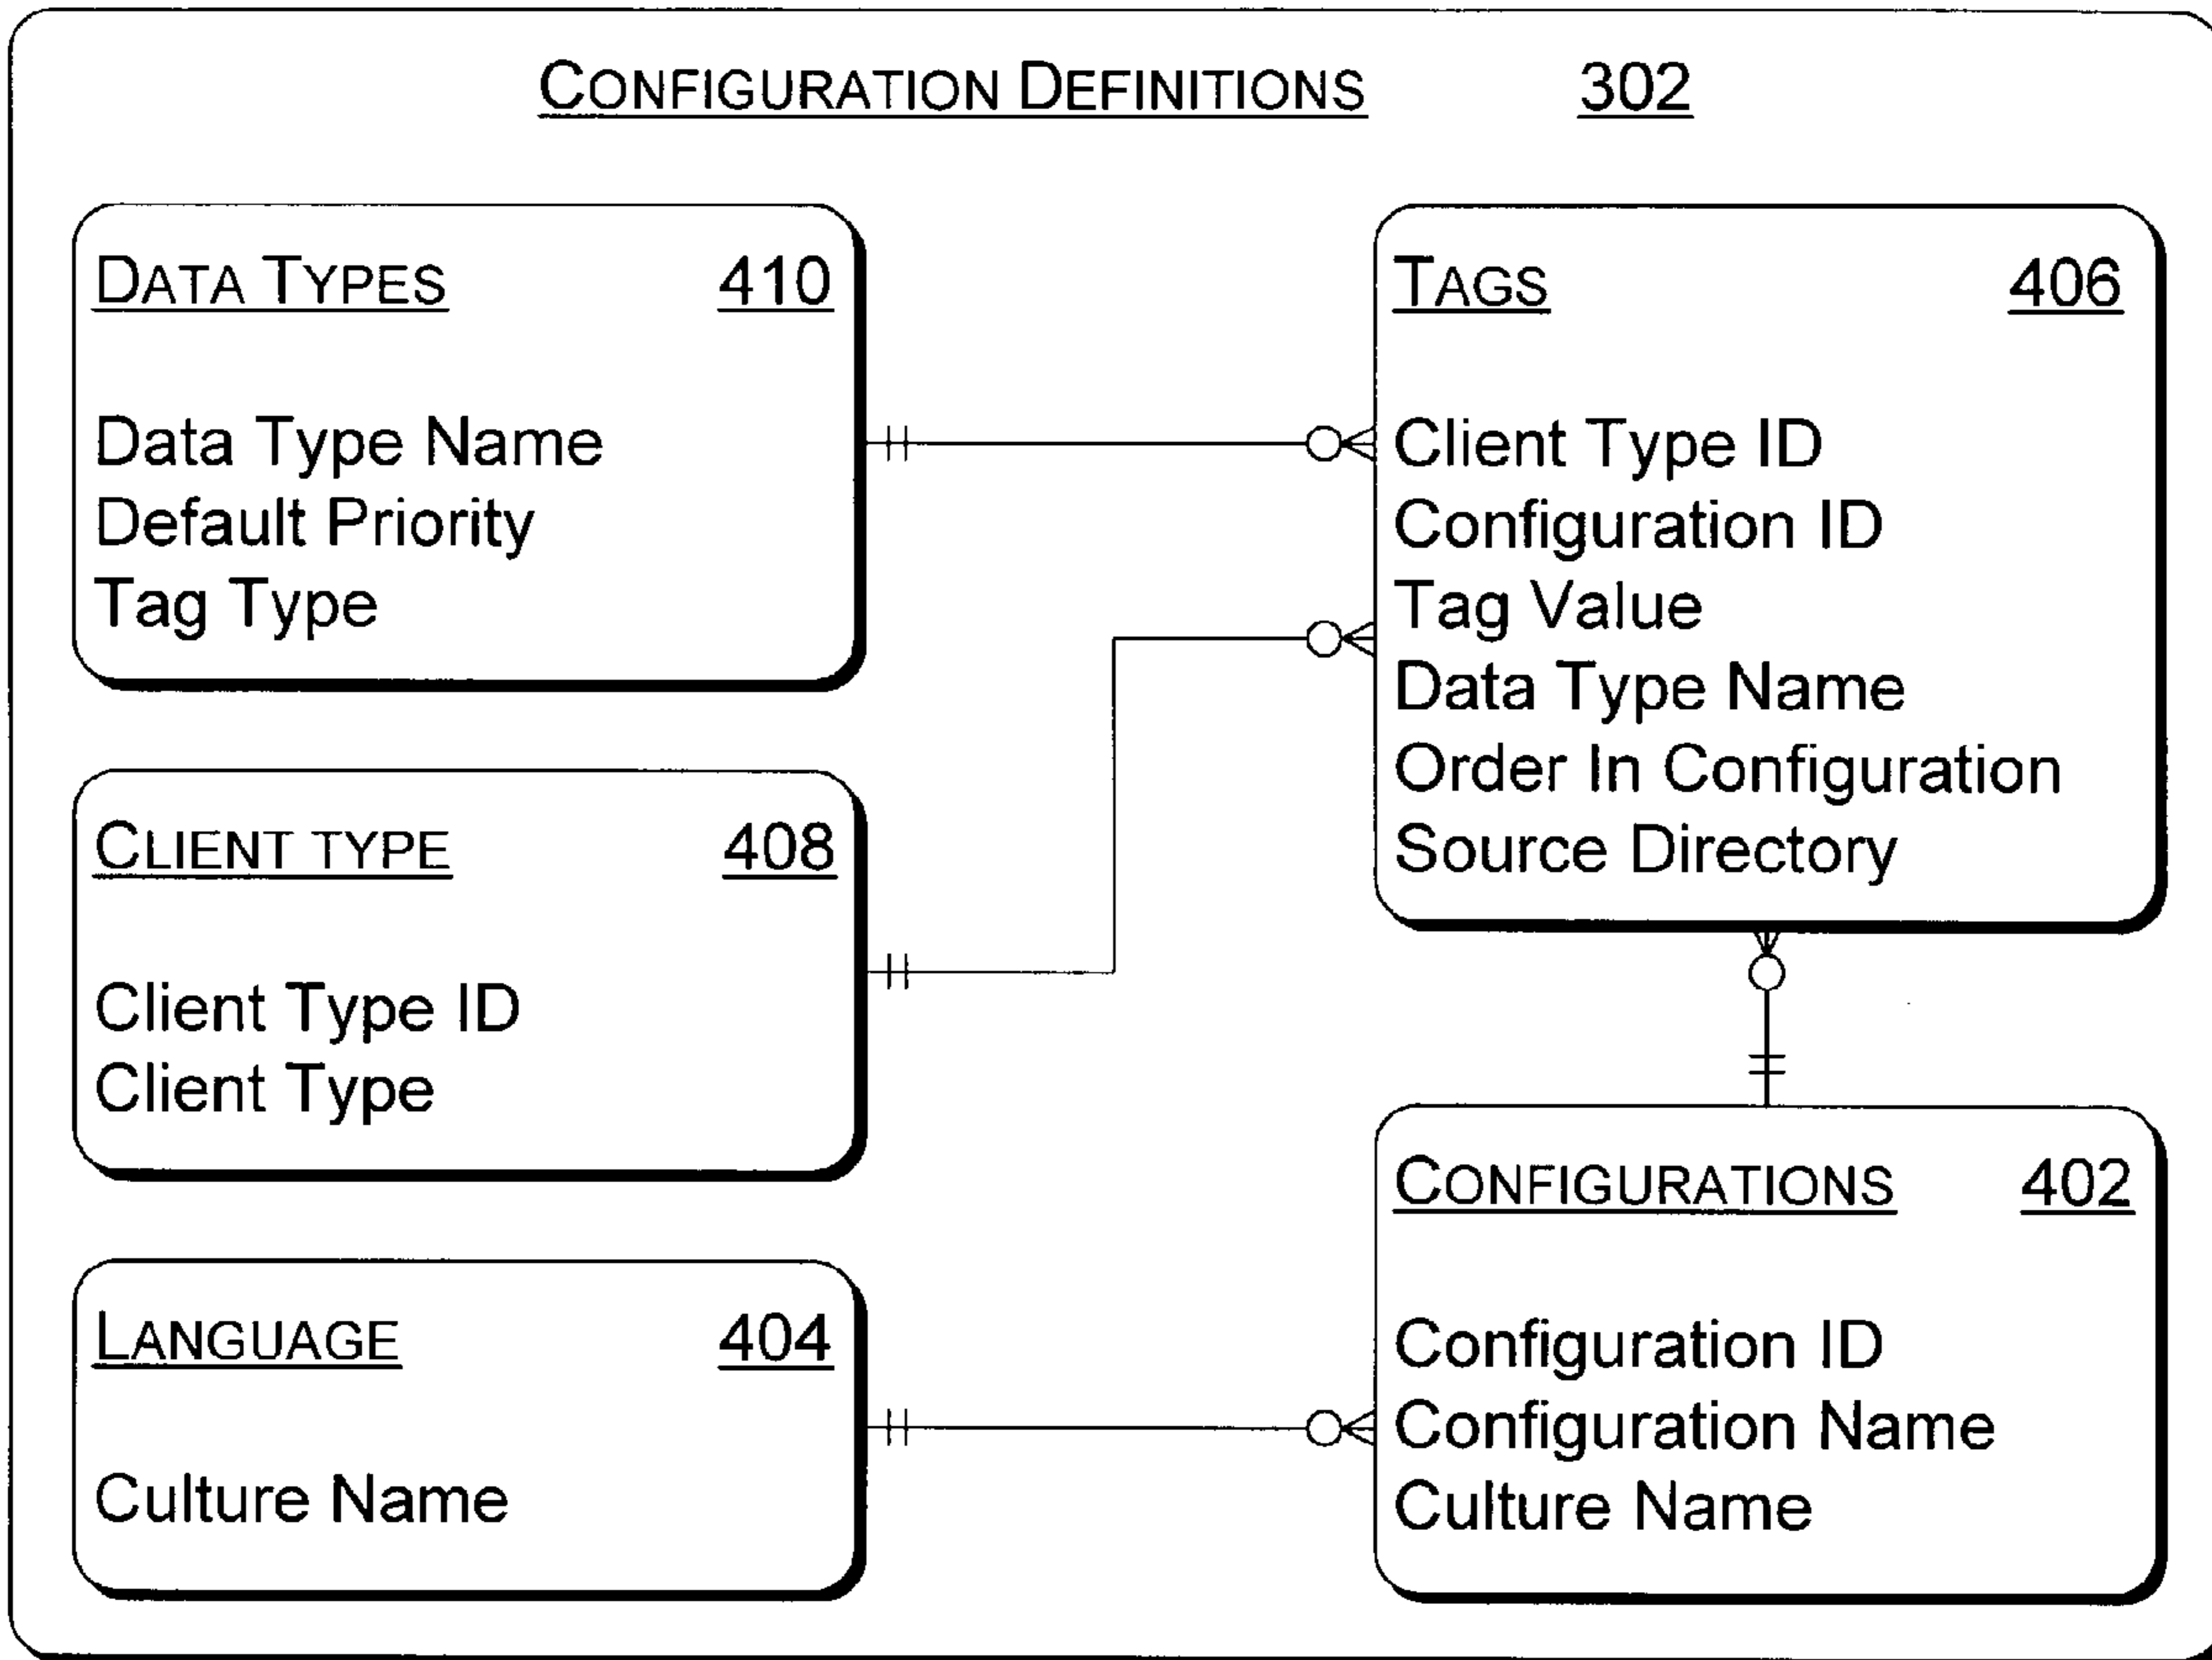 CONFIGURATION DEFINITIONS 302
DATA TYPES 410
Data Type Name
Default Priority
Tag Type
CLIENT TYPE 408
Client Type ID
Client Type
LANGUAGE 404
Culture Name
TAGS 406
Client Type ID
Configuration ID
Tag Value
Data Type Name
Order In Configuration
Source Directory
CONFIGURATIONS 402
Configuration ID
Configuration Name
Culture Name